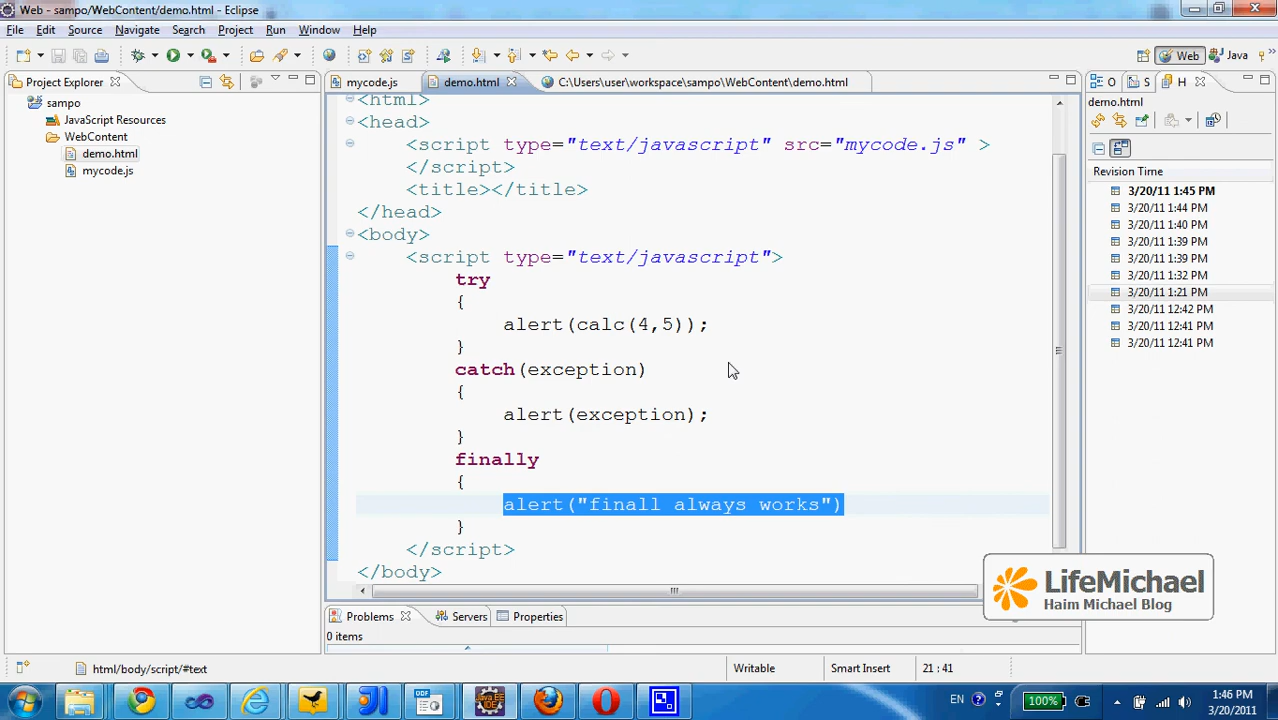 Web - sampo/WebContent/demo.html - Eclipse
File Edit Source Navigate Search Project Run Window Help
Web Java
Project Explorer
sampo
JavaScript Resources
WebContent
demo.html
mycode.js
mycode.js demo.html C:\Users\user\workspace\sampo\WebContent\demo.html
<html>
<head>
<script type="text/javascript" src="mycode.js" >
</script>
<title></title>
</head>
<body>
<script type="text/javascript">
try
{
alert(calc(4,5));
}
catch(exception)
{
alert(exception);
}
finally
{
alert("finall always works")
}
</script>
</body>
O S H
demo.html
Revision Time
3/20/11 1:45 PM
3/20/11 1:44 PM
3/20/11 1:40 PM
3/20/11 1:39 PM
3/20/11 1:39 PM
3/20/11 1:32 PM
3/20/11 1:21 PM
3/20/11 12:42 PM
3/20/11 12:41 PM
3/20/11 12:41 PM
LifeMichael
Haim Michael Blog
Problems Servers Properties
0 items
html/body/script/#text Writable Smart Insert 21 : 41
EN 100% 1:46 PM
3/20/2011